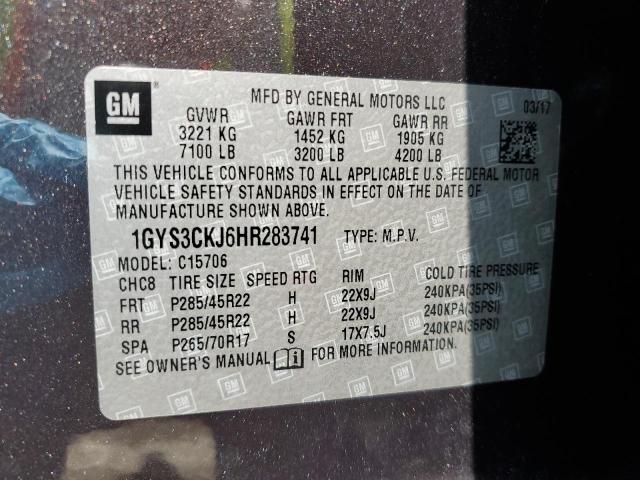 GM
MFD BY GENERAL MOTORS LLC 03/17
GVWR GAWR FRT GAWR RR
3221 KG 1452 KG 1905 KG
7100 LB 3200 LB 4200 LB
THIS VEHICLE CONFORMS TO ALL APPLICABLE U.S. FEDERAL MOTOR
VEHICLE SAFETY STANDARDS IN EFFECT ON THE DATE OF
MANUFACTURE SHOWN ABOVE.
1GYS3CKJ6HR283741 TYPE: M.P.V.
MODEL: C15706
CHC8 TIRE SIZE SPEED RTG RIM COLD TIRE PRESSURE
FRT P285/45R22 H 22X9J 240KPA(35PSI)
RR P285/45R22 H 22X9J 240KPA(35PSI)
SPA P265/70R17 S 17X7.5J 240KPA(35PSI)
SEE OWNER'S MANUAL i FOR MORE INFORMATION.